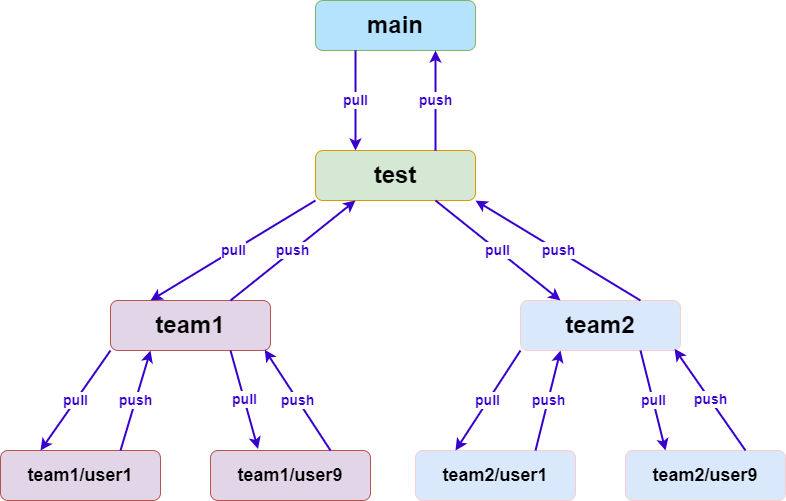 main
pull
push
test
pull
push
pull
push
team1
team2
pull
push
pull
push
pull
push
pull
push
team1/user1
team1/user9
team2/user1
team2/user9